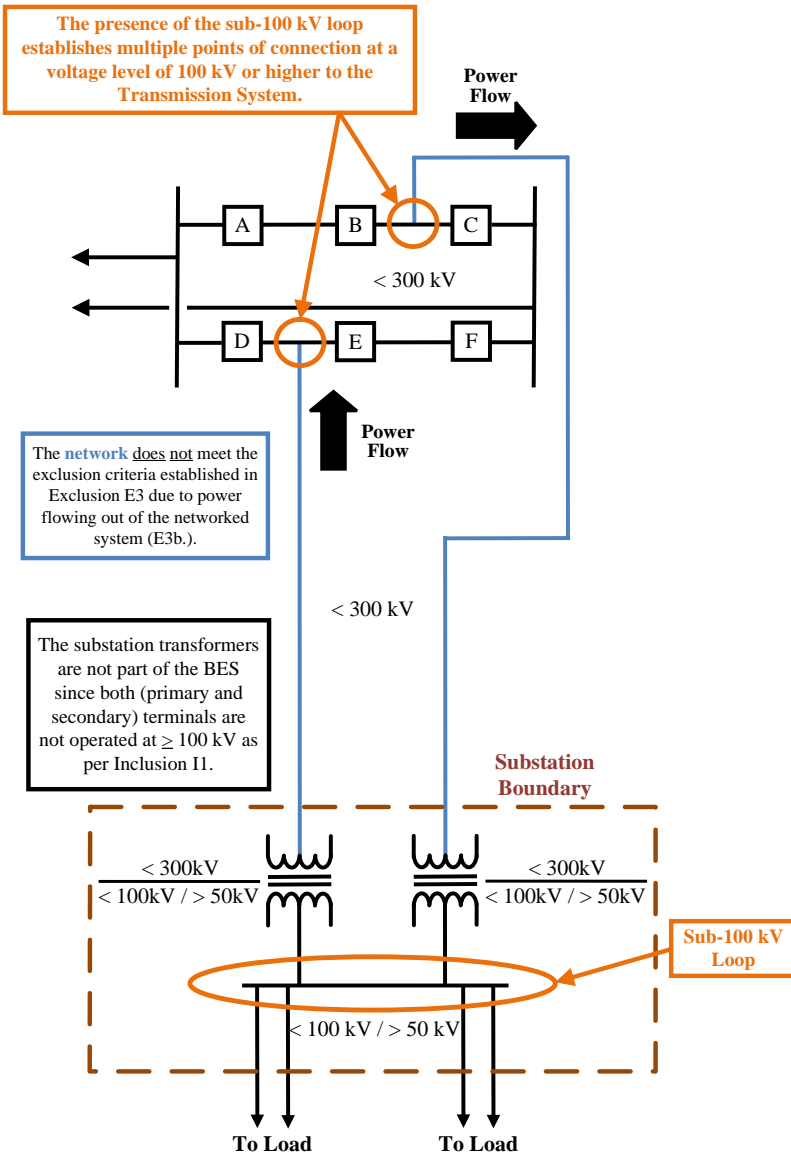 The presence of the sub-100 kV loop
establishes multiple points of connection at a
voltage level of 100 kV or higher to the
Transmission System.
Power
Flow
A
B
C
< 300 kV
D
E
F
Power
Flow
The network does not meet the
exclusion criteria established in
Exclusion E3 due to power
flowing out of the networked
system (E3b.).
< 300 kV
The substation transformers
are not part of the BES
since both (primary and
secondary) terminals are
not operated at ≥ 100 kV as
per Inclusion I1.
Substation
Boundary
< 300kV
< 100kV / > 50kV
< 300kV
< 100kV / > 50kV
Sub-100 kV
Loop
< 100 kV / > 50 kV
To Load
To Load